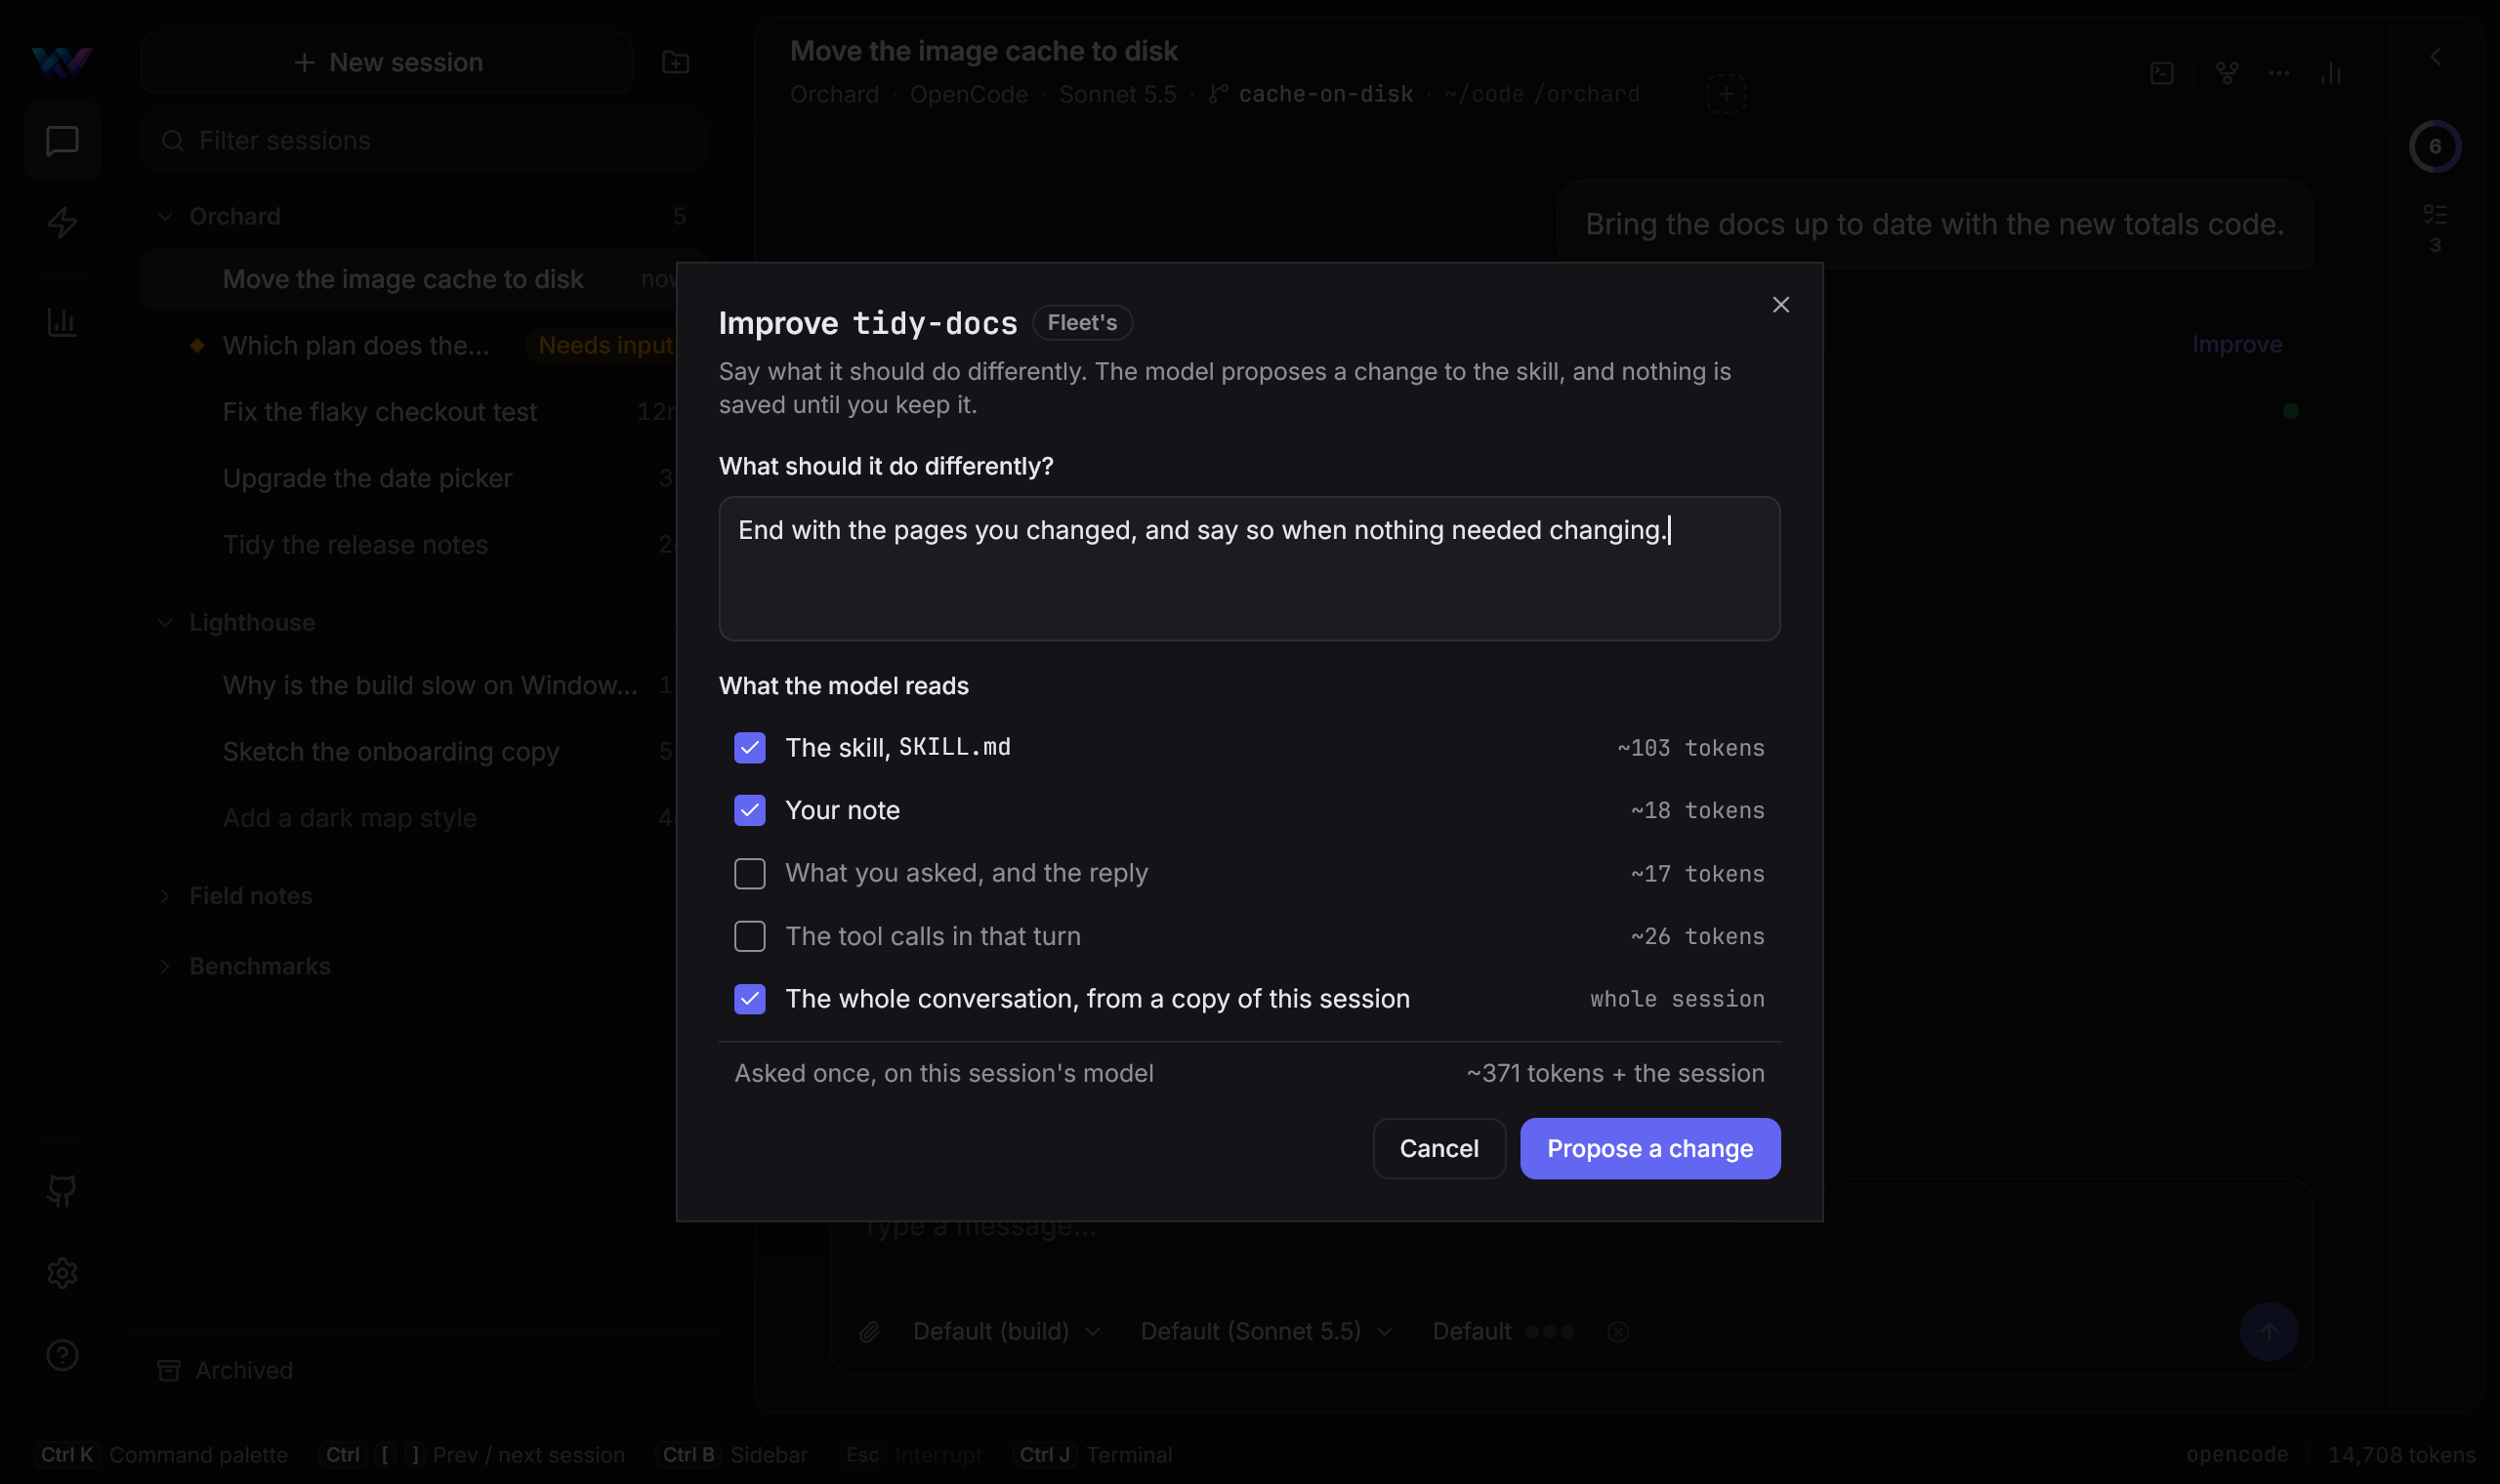 New session
Filter sessions
Orchard 5
Move the image cache to disk
Which plan does the... Needs input
Fix the flaky checkout test
Upgrade the date picker
Tidy the release notes
Lighthouse
Why is the build slow on Window...
Sketch the onboarding copy
Add a dark map style
Field notes
Benchmarks
Archived
Move the image cache to disk
Orchard · OpenCode · Sonnet 5.5 · cache-on-disk · ~/code/orchard
6
3
Bring the docs up to date with the new totals code.
Improve
Improve tidy-docs Fleet's
Say what it should do differently. The model proposes a change to the skill, and nothing is
saved until you keep it.
What should it do differently?
End with the pages you changed, and say so when nothing needed changing.
What the model reads
The skill, SKILL.md ~103 tokens
Your note ~18 tokens
What you asked, and the reply ~17 tokens
The tool calls in that turn ~26 tokens
The whole conversation, from a copy of this session whole session
Asked once, on this session's model ~371 tokens + the session
Cancel Propose a change
Type a message...
Default (build) Default (Sonnet 5.5) Default
Ctrl K Command palette Ctrl [ ] Prev / next session Ctrl B Sidebar Esc Interrupt Ctrl J Terminal opencode 14,708 tokens